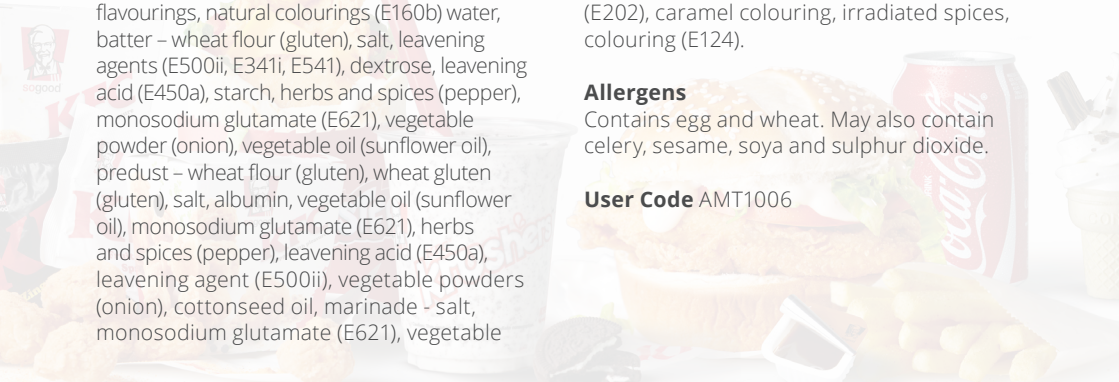 flavourings, natural colourings (E160b) water,
batter – wheat flour (gluten), salt, leavening
agents (E500ii, E341i, E541), dextrose, leavening
acid (E450a), starch, herbs and spices (pepper),
monosodium glutamate (E621), vegetable
powder (onion), vegetable oil (sunflower oil),
predust – wheat flour (gluten), wheat gluten
(gluten), salt, albumin, vegetable oil (sunflower
oil), monosodium glutamate (E621), herbs
and spices (pepper), leavening acid (E450a),
leavening agent (E500ii), vegetable powders
(onion), cottonseed oil, marinade - salt,
monosodium glutamate (E621), vegetable
(E202), caramel colouring, irradiated spices,
colouring (E124).
Allergens
Contains egg and wheat. May also contain
celery, sesame, soya and sulphur dioxide.
User Code AMT1006
sogood
Krushers
Coca-Cola